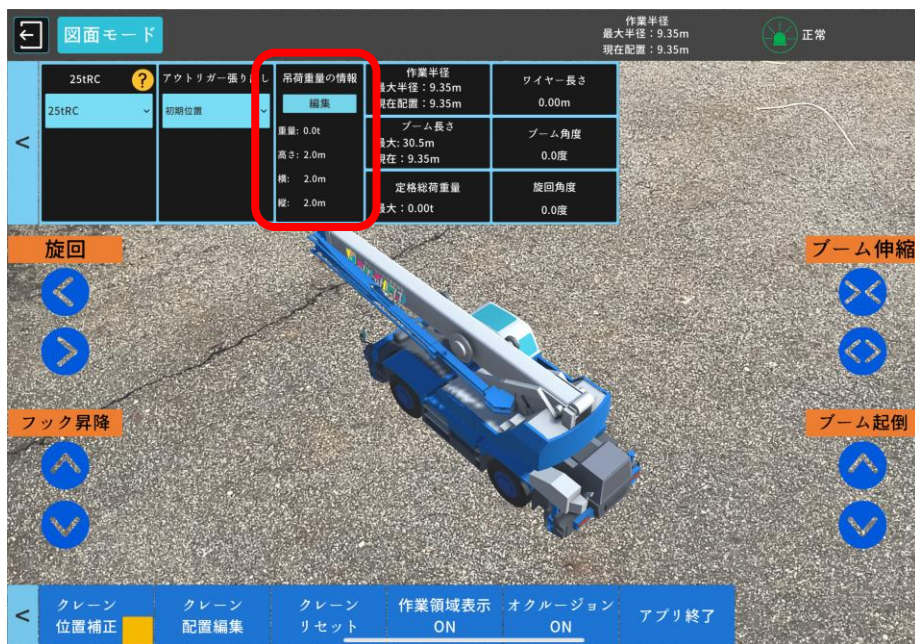 図面モード
作業半径
最大半径：9.35m
現在配置：9.35m
正常
25tRC
?
25tRC
アウトリガー張り出し
初期位置
吊荷重量の情報
編集
重量: 0.0t
高さ: 2.0m
横: 2.0m
縦: 2.0m
作業半径
最大半径：9.35m
現在配置：9.35m
ブーム長さ
最大: 30.5m
現在：9.35m
定格総荷重量
最大：0.00t
ワイヤー長さ
0.00m
ブーム角度
0.0度
旋回角度
0.0度
旋回
ブーム伸縮
フック昇降
ブーム起倒
クレーン
位置補正
クレーン
配置編集
クレーン
リセット
作業領域表示
ON
オクルージョン
ON
アプリ終了